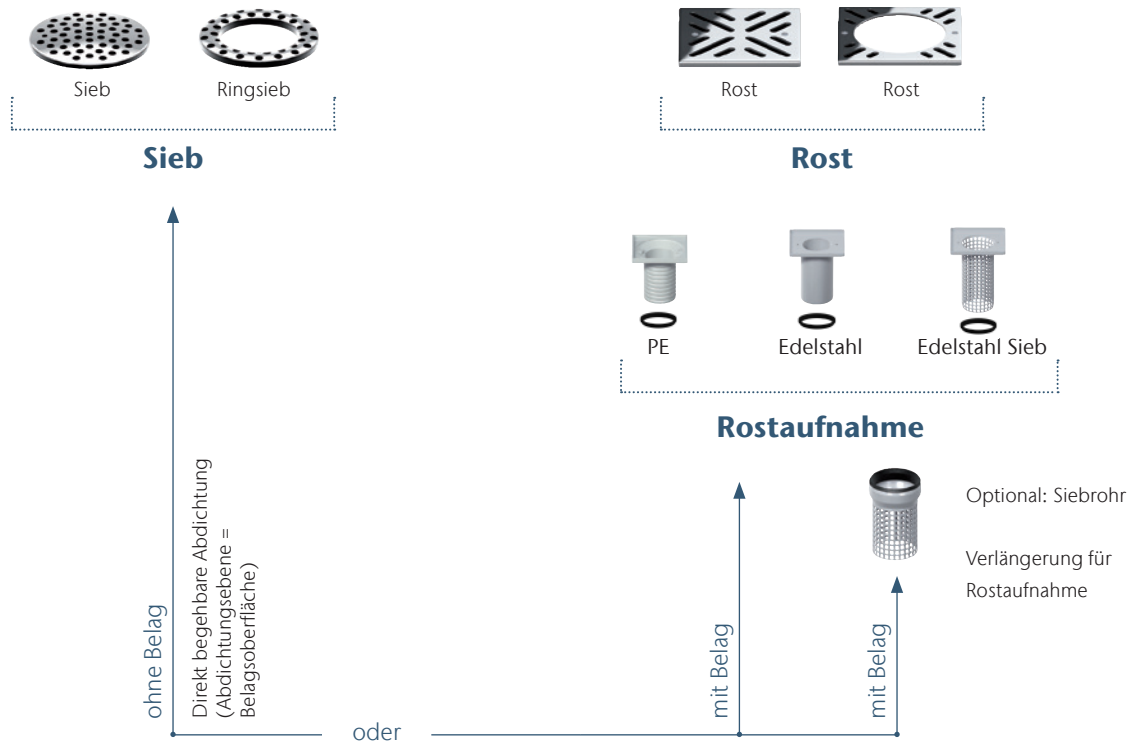 Sieb
Ringsieb
Rost
Rost
Sieb
Rost
PE
Edelstahl
Edelstahl Sieb
Rostaufnahme
Optional: Siebrohr
Verlängerung für
Rostaufnahme
ohne Belag
Direkt begehbare Abdichtung
(Abdichtungsebene =
Belagsoberfläche)
mit Belag
mit Belag
oder